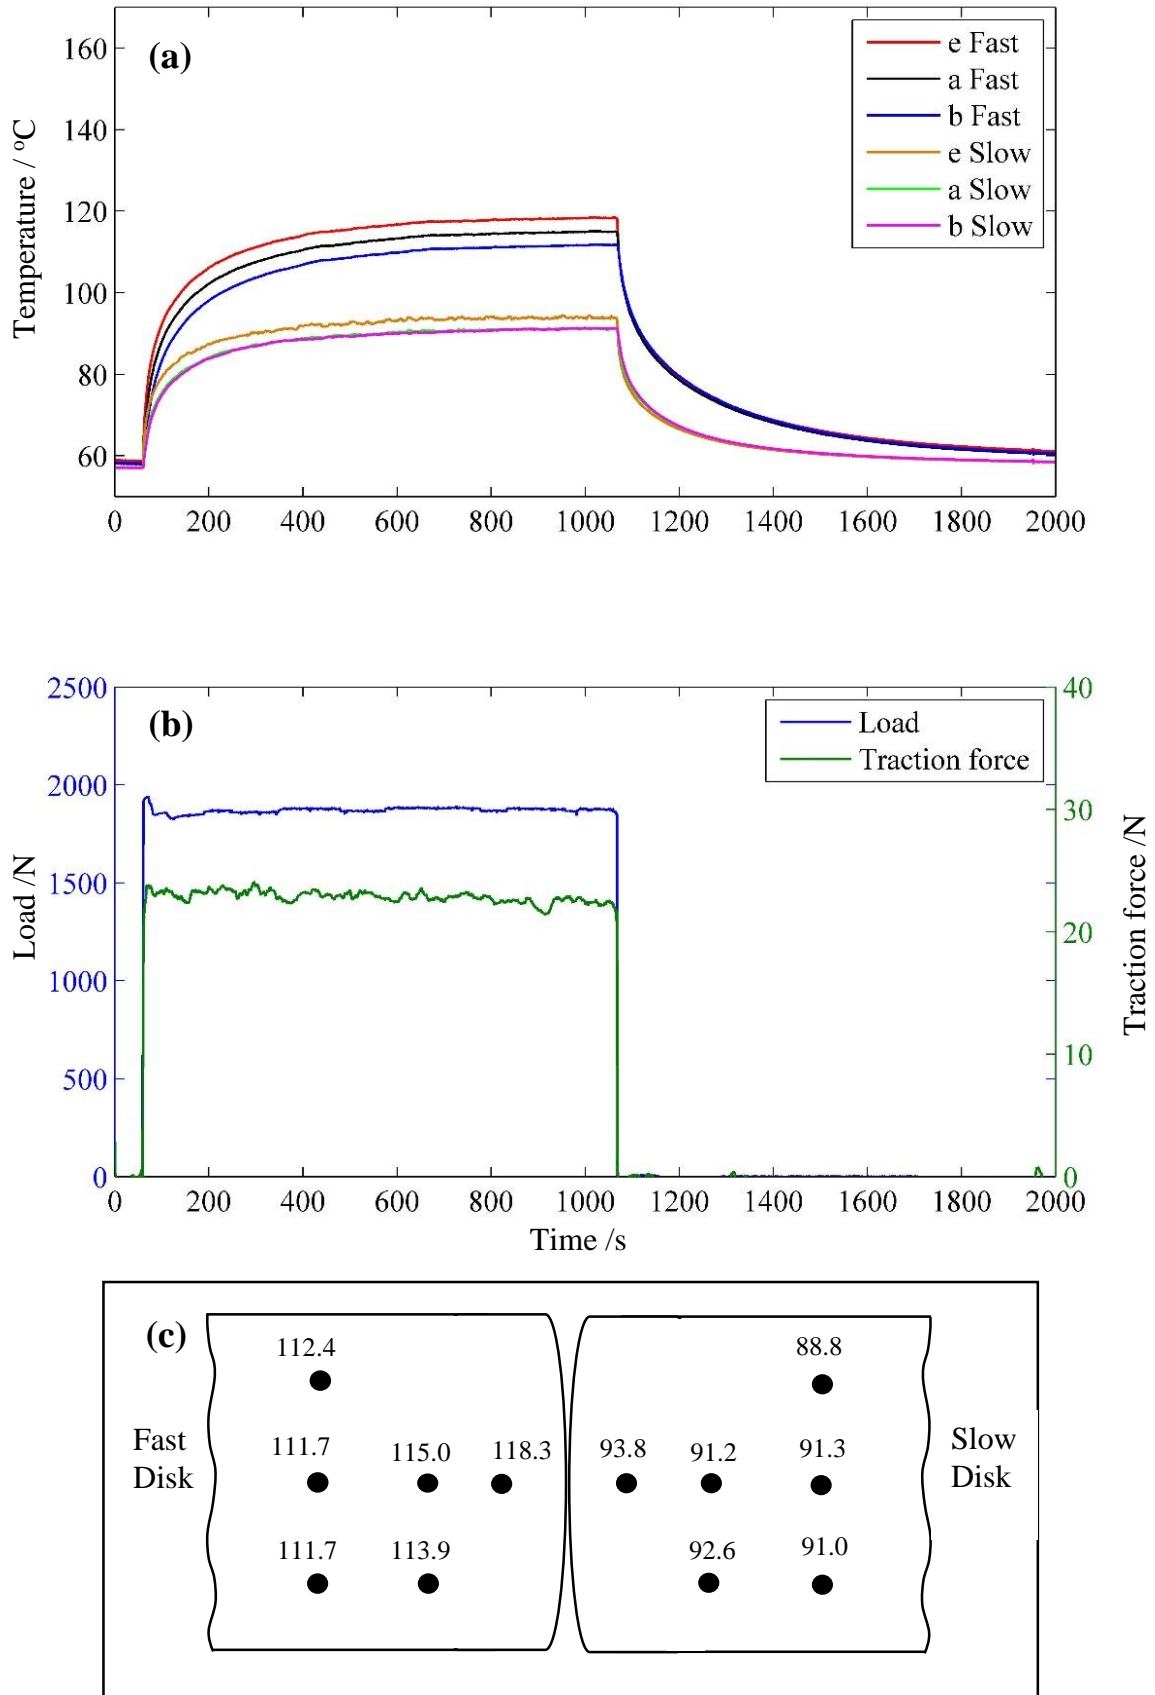 (a)
Temperature / ºC
160
140
120
100
80
60
0 200 400 600 800 1000 1200 1400 1600 1800 2000
e Fast
a Fast
b Fast
e Slow
a Slow
b Slow
(b)
Load /N
2500
2000
1500
1000
500
0
Load
Traction force
40
30
20
10
0
Traction force /N
0 200 400 600 800 1000 1200 1400 1600 1800 2000
Time /s
(c)
112.4 88.8
Fast
Disk
111.7 115.0 118.3 93.8 91.2 91.3
Slow
Disk
111.7 113.9 92.6 91.0